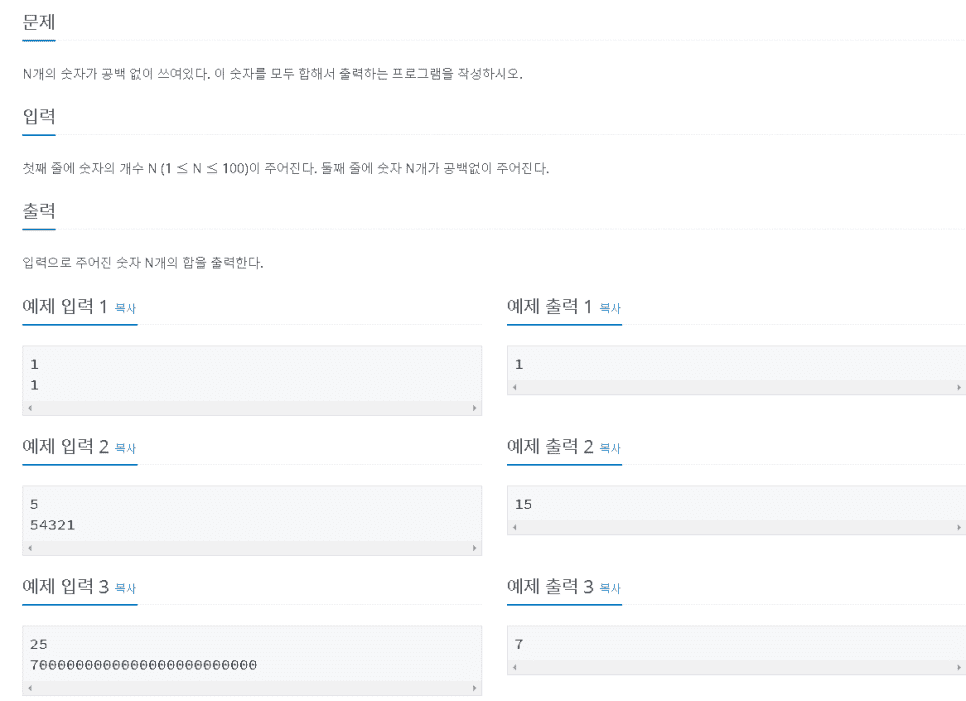 문제
N개의 숫자가 공백 없이 쓰여있다. 이 숫자를 모두 합해서 출력하는 프로그램을 작성하시오.
입력
첫째 줄에 숫자의 개수 N (1 ≤ N ≤ 100)이 주어진다. 둘째 줄에 숫자 N개가 공백없이 주어진다.
출력
입력으로 주어진 숫자 N개의 합을 출력한다.
예제 입력 1 복사
1
1
예제 출력 1 복사
1
예제 입력 2 복사
5
54321
예제 출력 2 복사
15
예제 입력 3 복사
25
7000000000000000000000000
예제 출력 3 복사
7